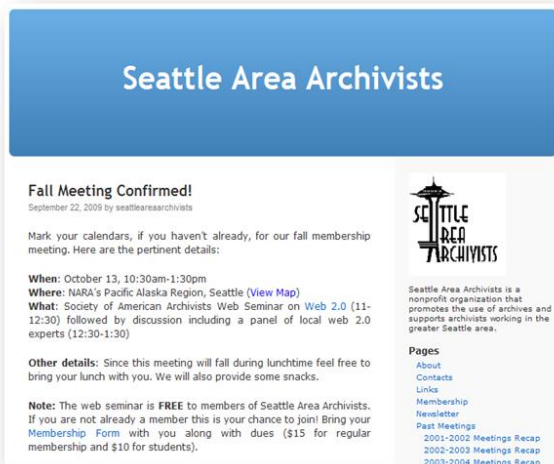 Seattle Area Archivists
Fall Meeting Confirmed!
September 22, 2009 by seattleareaarchivists
Mark your calendars, if you haven't already, for our fall membership
meeting. Here are the pertinent details:
When: October 13, 10:30am-1:30pm
Where: NARA's Pacific Alaska Region, Seattle (View Map)
What: Society of American Archivists Web Seminar on Web 2.0 (11-
12:30) followed by discussion including a panel of local web 2.0
experts (12:30-1:30)
Other details: Since this meeting will fall during lunchtime feel free to
bring your lunch with you. We will also provide some snacks.
Note: The web seminar is FREE to members of Seattle Area Archivists.
If you are not already a member this is your chance to join! Bring your
Membership Form with you along with dues ($15 for regular
membership and $10 for students).
SEATTLE
AREA
ARCHIVISTS
Seattle Area Archivists is a
nonprofit organization that
promotes the use of archives and
supports archivists working in the
greater Seattle area.
Pages
About
Contacts
Links
Membership
Newsletter
Past Meetings
2001-2002 Meetings Recap
2002-2003 Meetings Recap
2003-2004 Meetings Recap